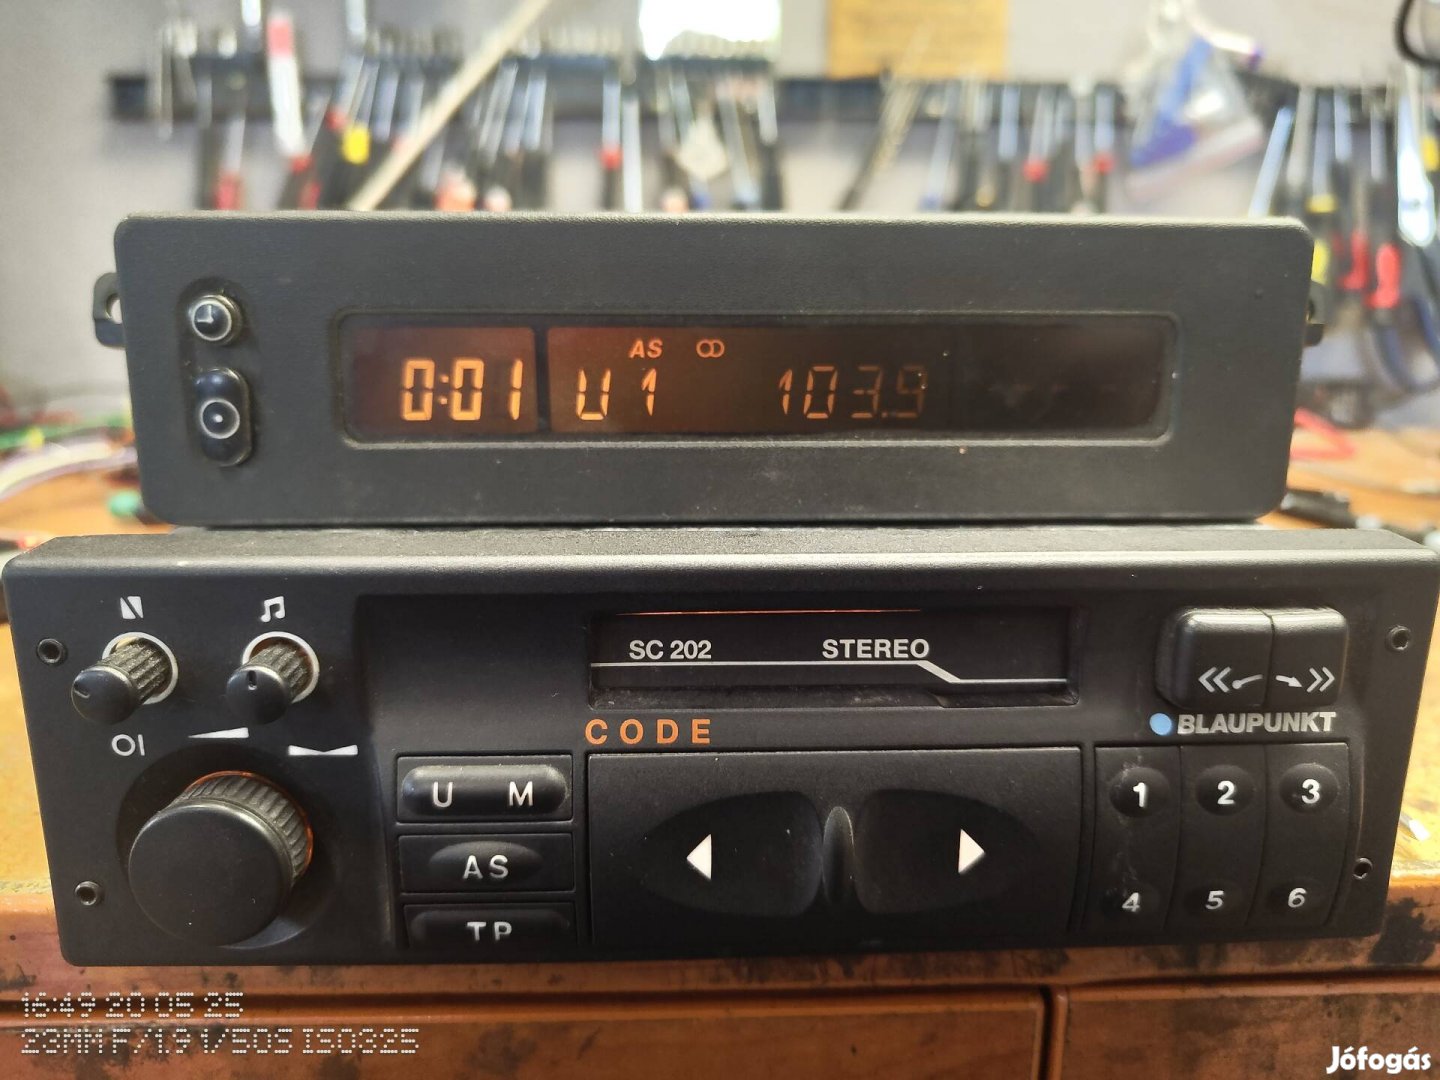 AS
0:01 U 1 103.9
SC 202 STEREO
CODE
BLAUPUNKT
U M
AS
TP
1 2 3
4 5 6
16:49 20 05 25
23MM F/1.9 1/50S ISO325
Jófogás